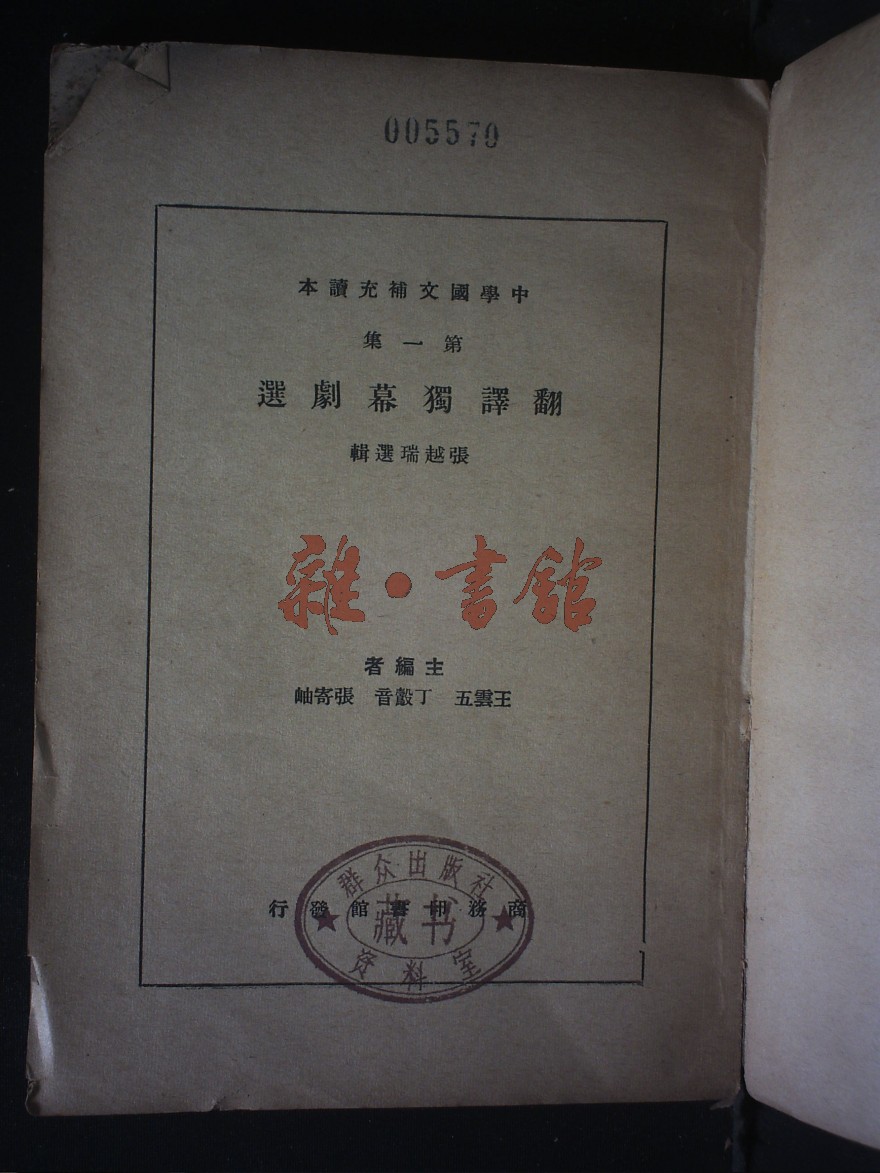 005570
中學國文補充讀本
第一集
翻譯獨幕劇選
張越瑞選輯
雜·書館
主編者
王雲五 丁瑴音 張寄岫
商務印書館發行
群众出版社
藏书
资料室